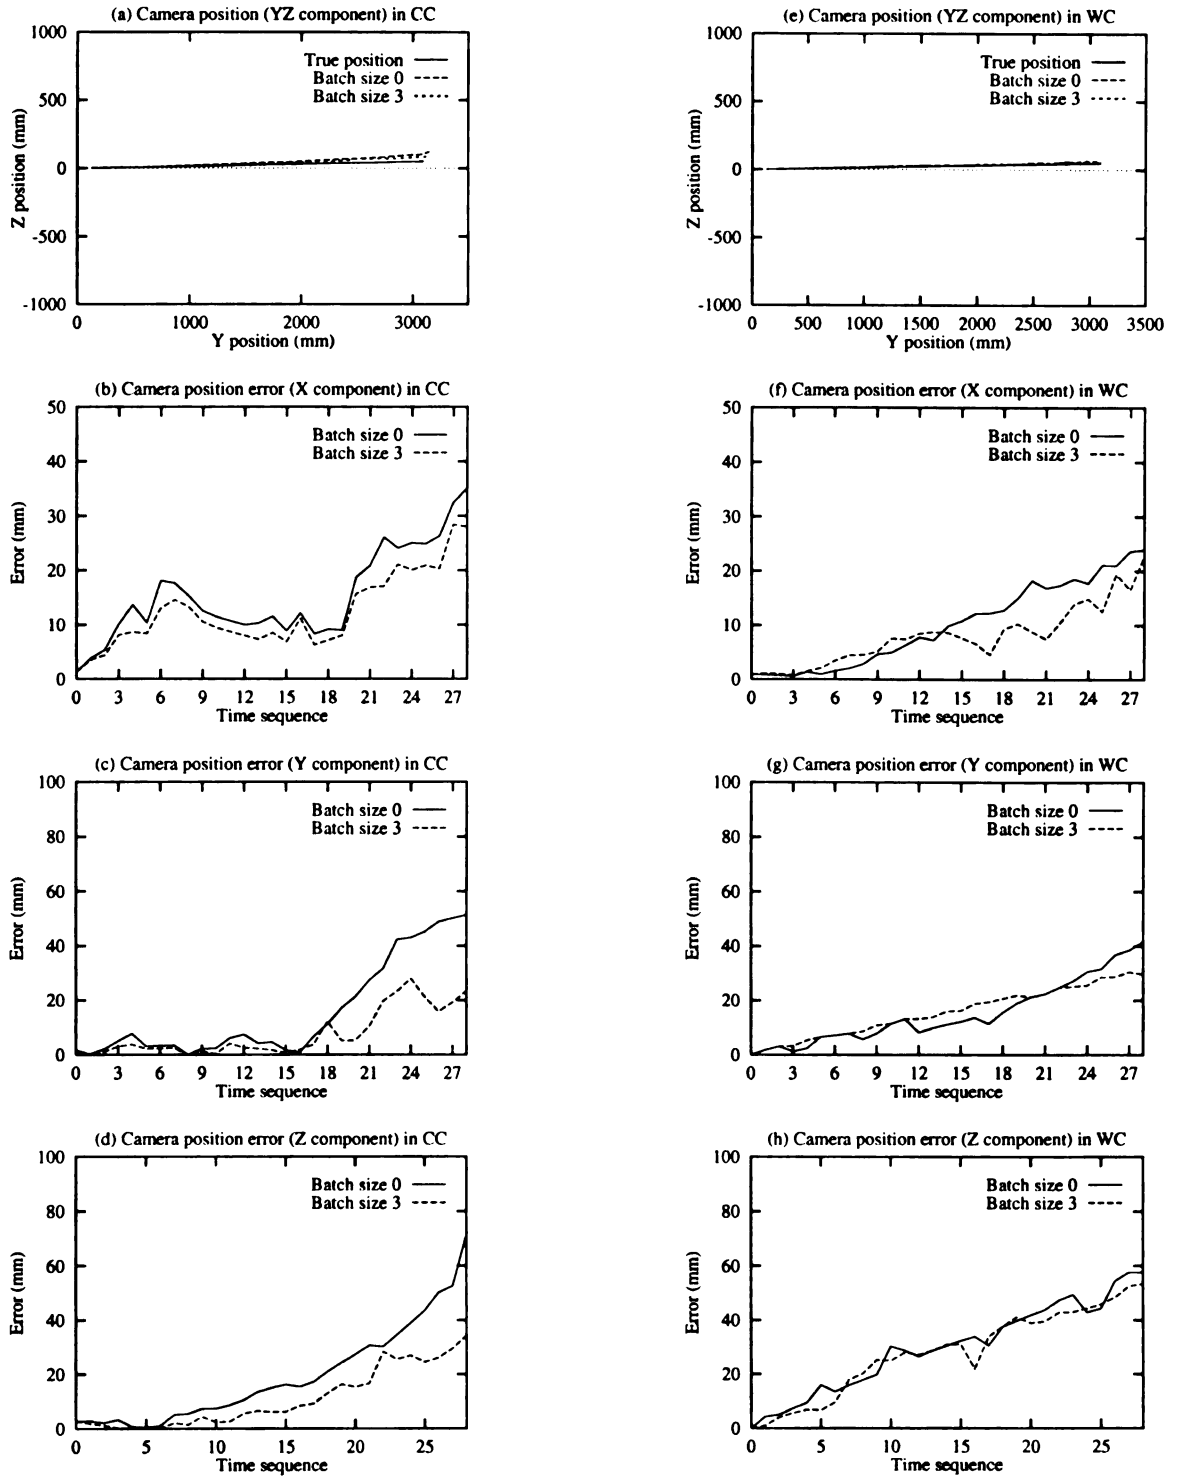 (a) Camera position (YZ component) in CC
1000
500
0
-500
-1000
Z position (mm)
True position
Batch size 0
Batch size 3
0 1000 2000 3000
Y position (mm)
(b) Camera position error (X component) in CC
50
40
30
20
10
0
Error (mm)
Batch size 0
Batch size 3
0 3 6 9 12 15 18 21 24 27
Time sequence
(c) Camera position error (Y component) in CC
100
80
60
40
20
0
Error (mm)
Batch size 0
Batch size 3
0 3 6 9 12 15 18 21 24 27
Time sequence
(d) Camera position error (Z component) in CC
100
80
60
40
20
0
Error (mm)
Batch size 0
Batch size 3
0 5 10 15 20 25
Time sequence
(e) Camera position (YZ component) in WC
1000
500
0
-500
-1000
Z position (mm)
True position
Batch size 0
Batch size 3
0 500 1000 1500 2000 2500 3000 3500
Y position (mm)
(f) Camera position error (X component) in WC
50
40
30
20
10
0
Error (mm)
Batch size 0
Batch size 3
0 3 6 9 12 15 18 21 24 27
Time sequence
(g) Camera position error (Y component) in WC
100
80
60
40
20
0
Error (mm)
Batch size 0
Batch size 3
0 3 6 9 12 15 18 21 24 27
Time sequence
(h) Camera position error (Z component) in WC
100
80
60
40
20
0
Error (mm)
Batch size 0
Batch size 3
0 5 10 15 20 25
Time sequence